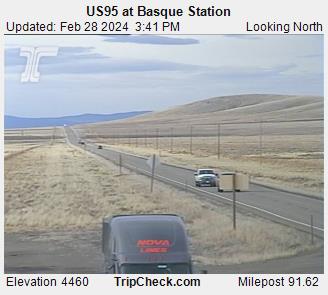 US95 at Basque Station
Updated: Feb 28 2024 3:41 PM Looking North
NOVA
LINES
Elevation 4460 TripCheck.com Milepost 91.62